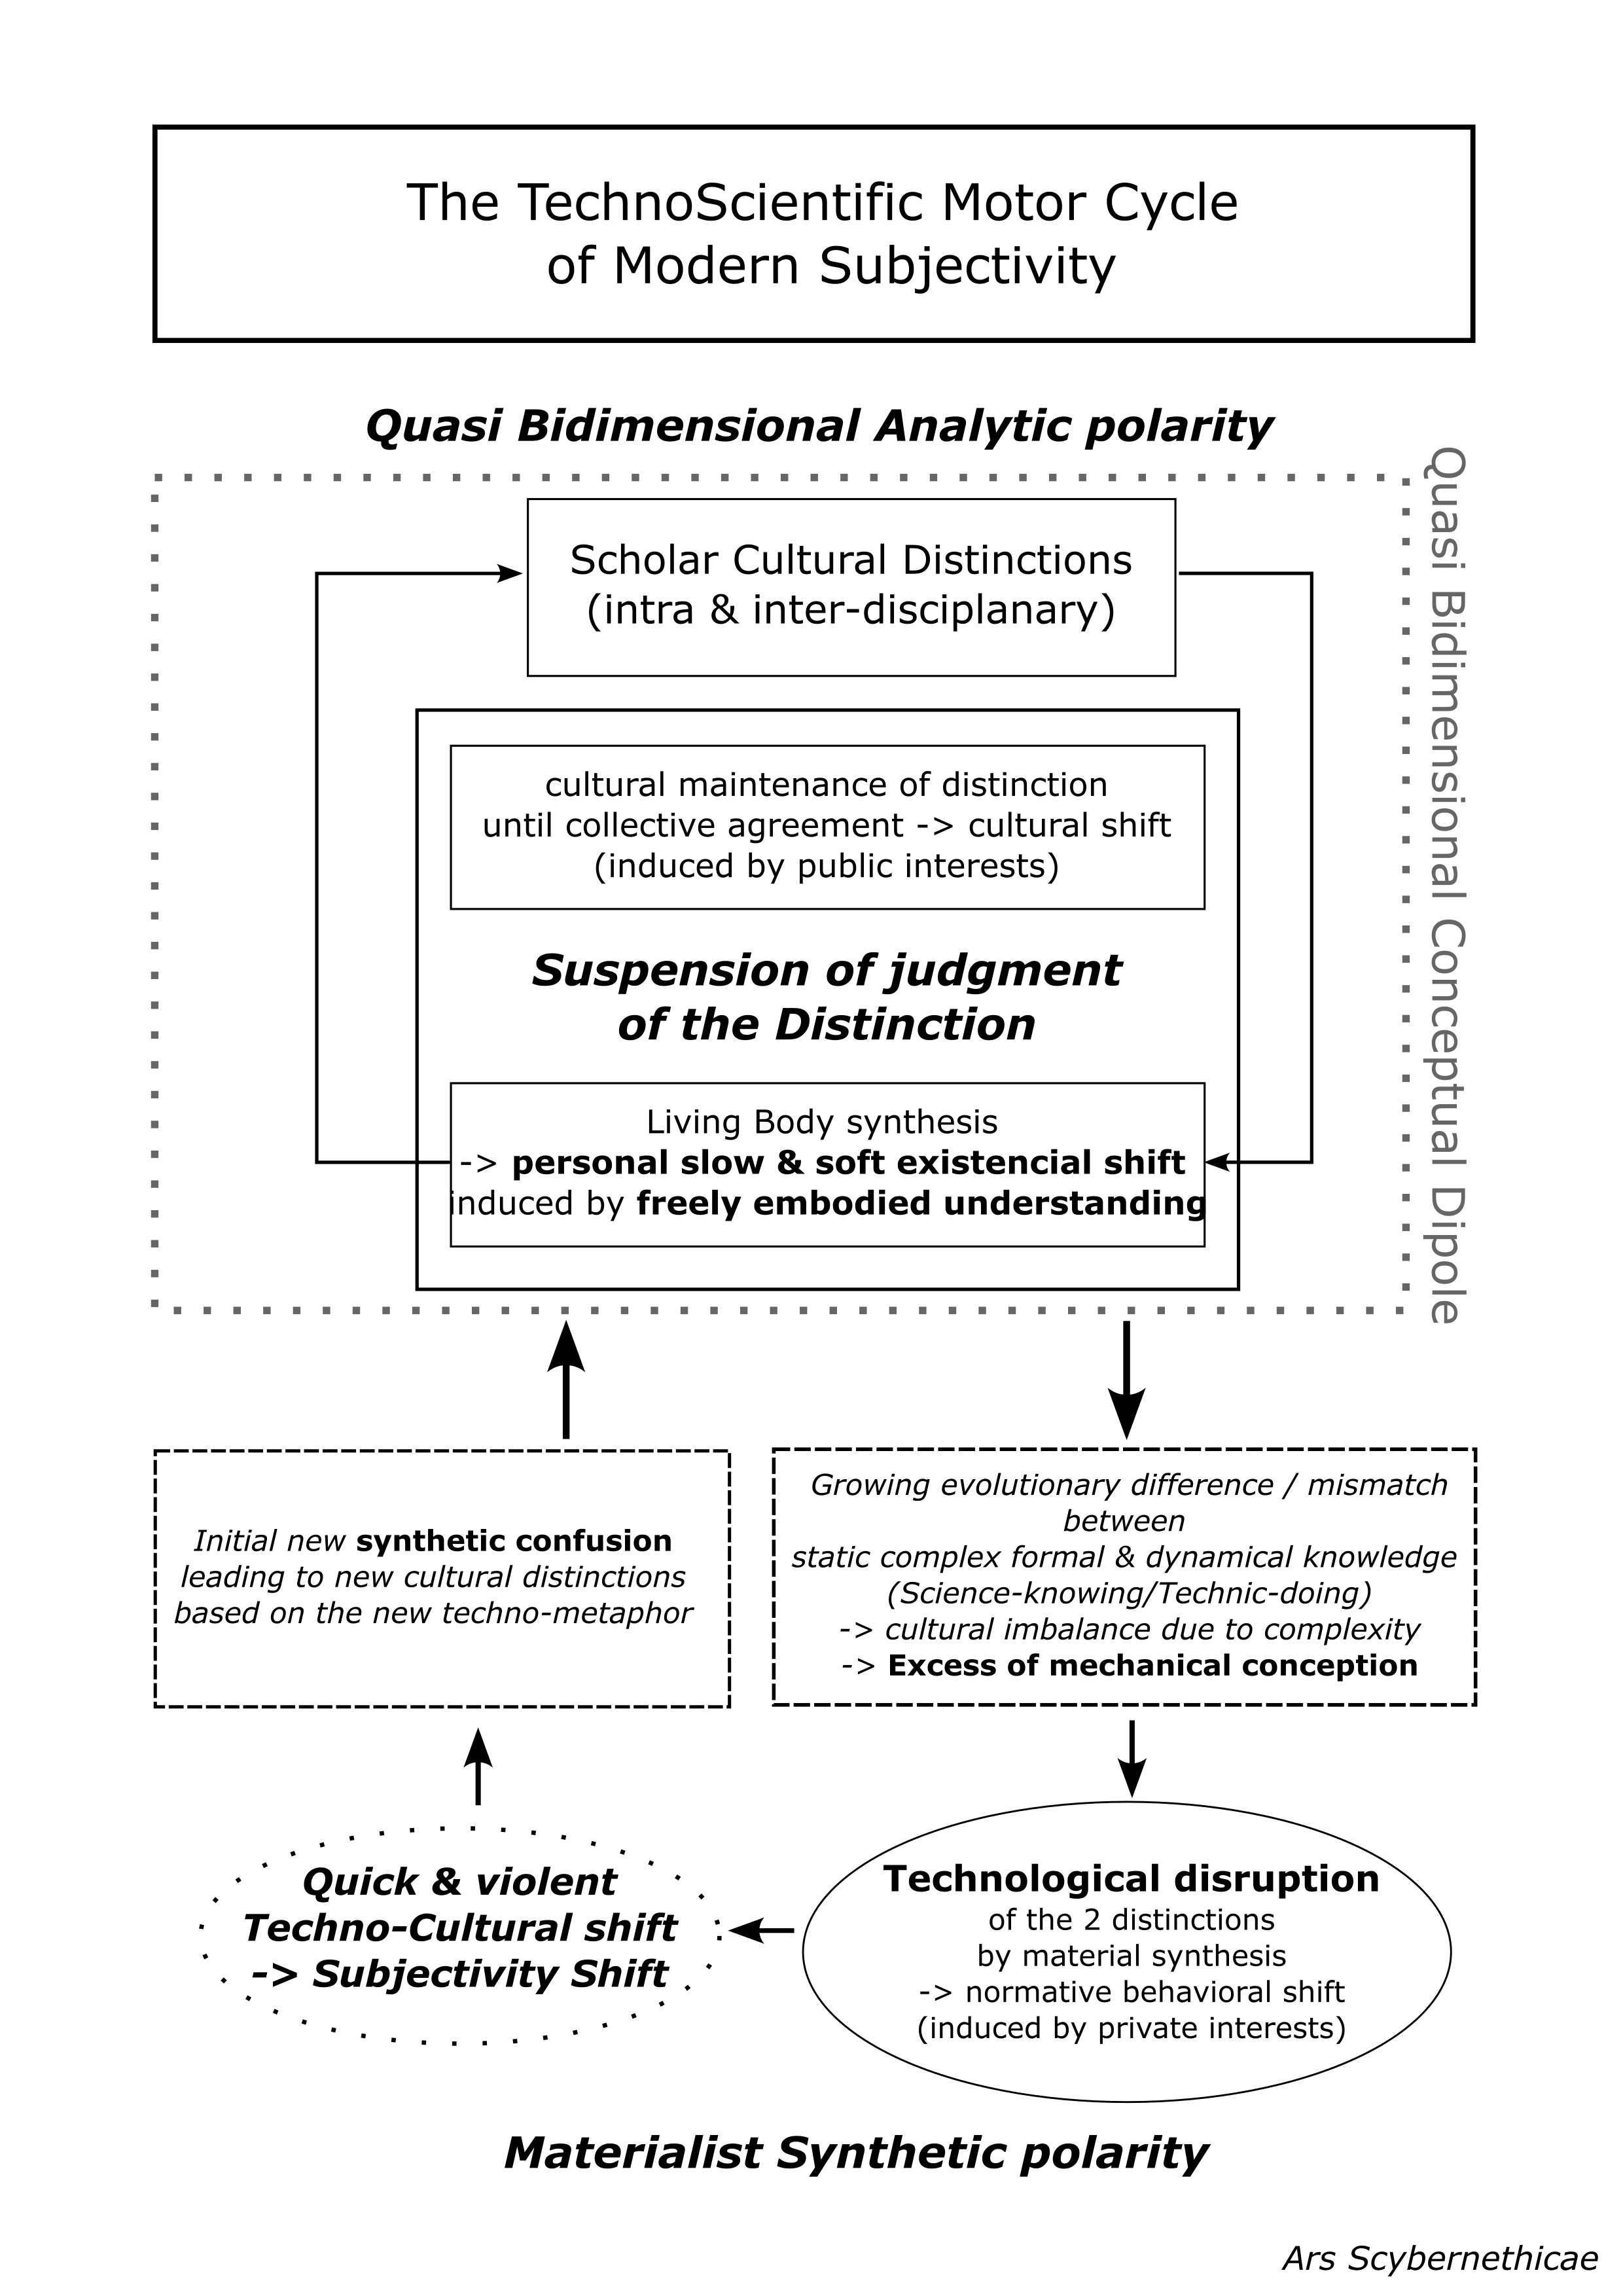 The TechnoScientific Motor Cycle
of Modern Subjectivity
Quasi Bidimensional Analytic polarity
Quasi Bidimensional Conceptual Dipole
Scholar Cultural Distinctions
(intra & inter-disciplanary)
cultural maintenance of distinction
until collective agreement -> cultural shift
(induced by public interests)
Suspension of judgment
of the Distinction
Living Body synthesis
-> personal slow & soft existencial shift
induced by freely embodied understanding
Initial new synthetic confusion
leading to new cultural distinctions
based on the new techno-metaphor
Growing evolutionary difference / mismatch
between
static complex formal & dynamical knowledge
(Science-knowing/Technic-doing)
-> cultural imbalance due to complexity
-> Excess of mechanical conception
Quick & violent
Techno-Cultural shift
-> Subjectivity Shift
Technological disruption
of the 2 distinctions
by material synthesis
-> normative behavioral shift
(induced by private interests)
Materialist Synthetic polarity
Ars Scybernethicae